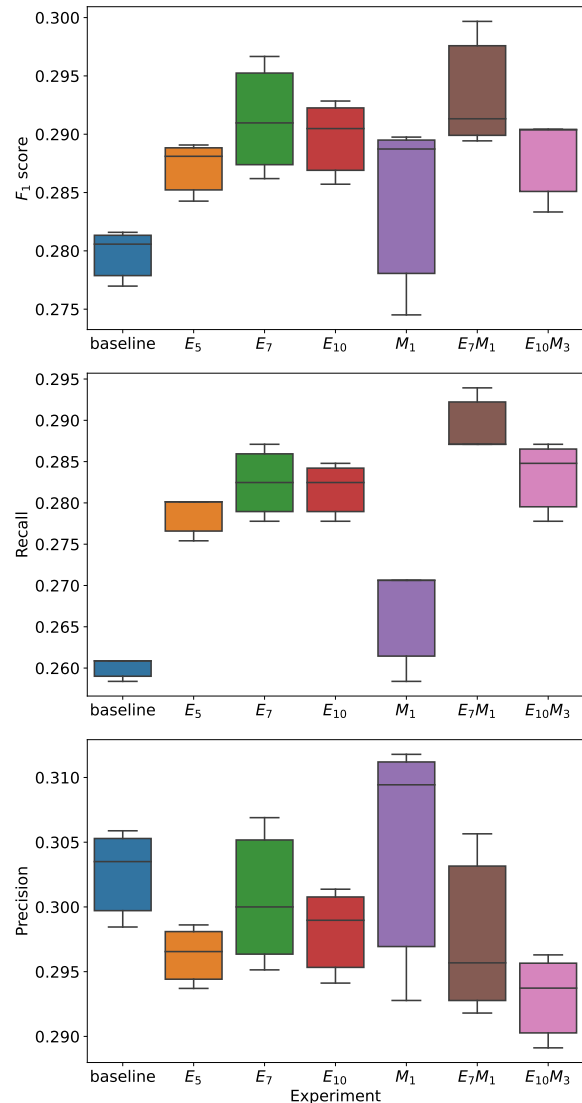 F₁ score
0.300
0.295
0.290
0.285
0.280
0.275
baseline E₅ E₇ E₁₀ M₁ E₇M₁ E₁₀M₃
Recall
0.295
0.290
0.285
0.280
0.275
0.270
0.265
0.260
baseline E₅ E₇ E₁₀ M₁ E₇M₁ E₁₀M₃
Precision
0.310
0.305
0.300
0.295
0.290
baseline E₅ E₇ E₁₀ M₁ E₇M₁ E₁₀M₃
Experiment